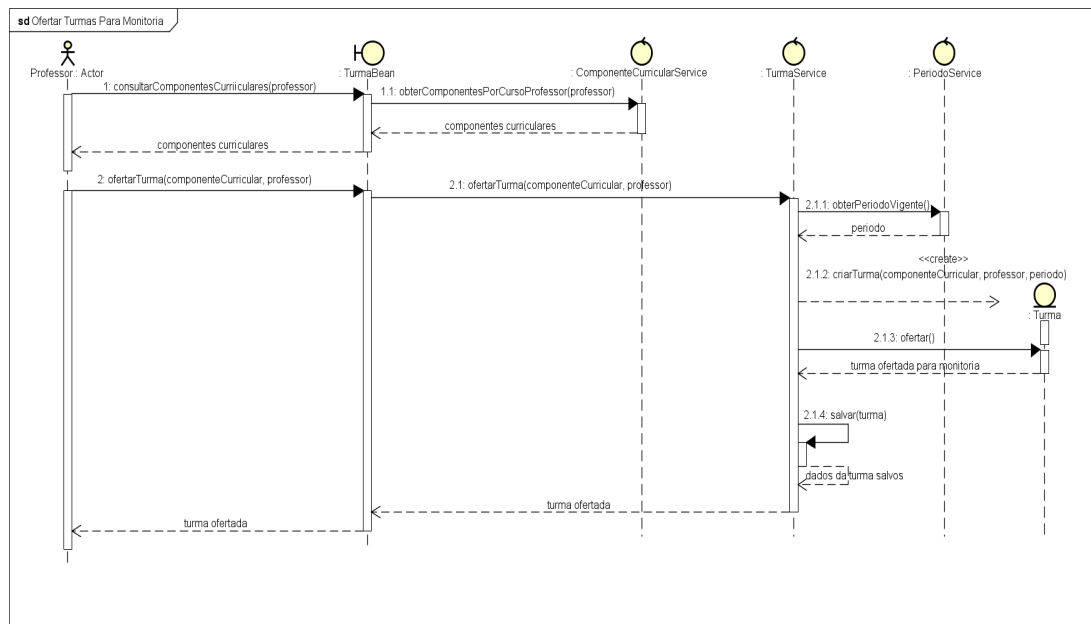 sd Ofertar Turmas Para Monitoria
Professor : Actor
: TurmaBean
: ComponenteCurricularService
: TurmaService
: PeriodoService
1: consultarComponentesCurriiculares(professor)
1.1: obterComponentesPorCursoProfessor(professor)
componentes curriculares
componentes curriculares
2: ofertarTurma(componenteCurricular, professor)
2.1: ofertarTurma(componenteCurricular, professor)
2.1.1: obterPeriodoVigente()
periodo
<<create>>
2.1.2: criarTurma(componenteCurricular, professor, periodo)
: Turma
2.1.3: ofertar()
turma ofertada para monitoria
2.1.4: salvar(turma)
dados da turma salvos
turma ofertada
turma ofertada